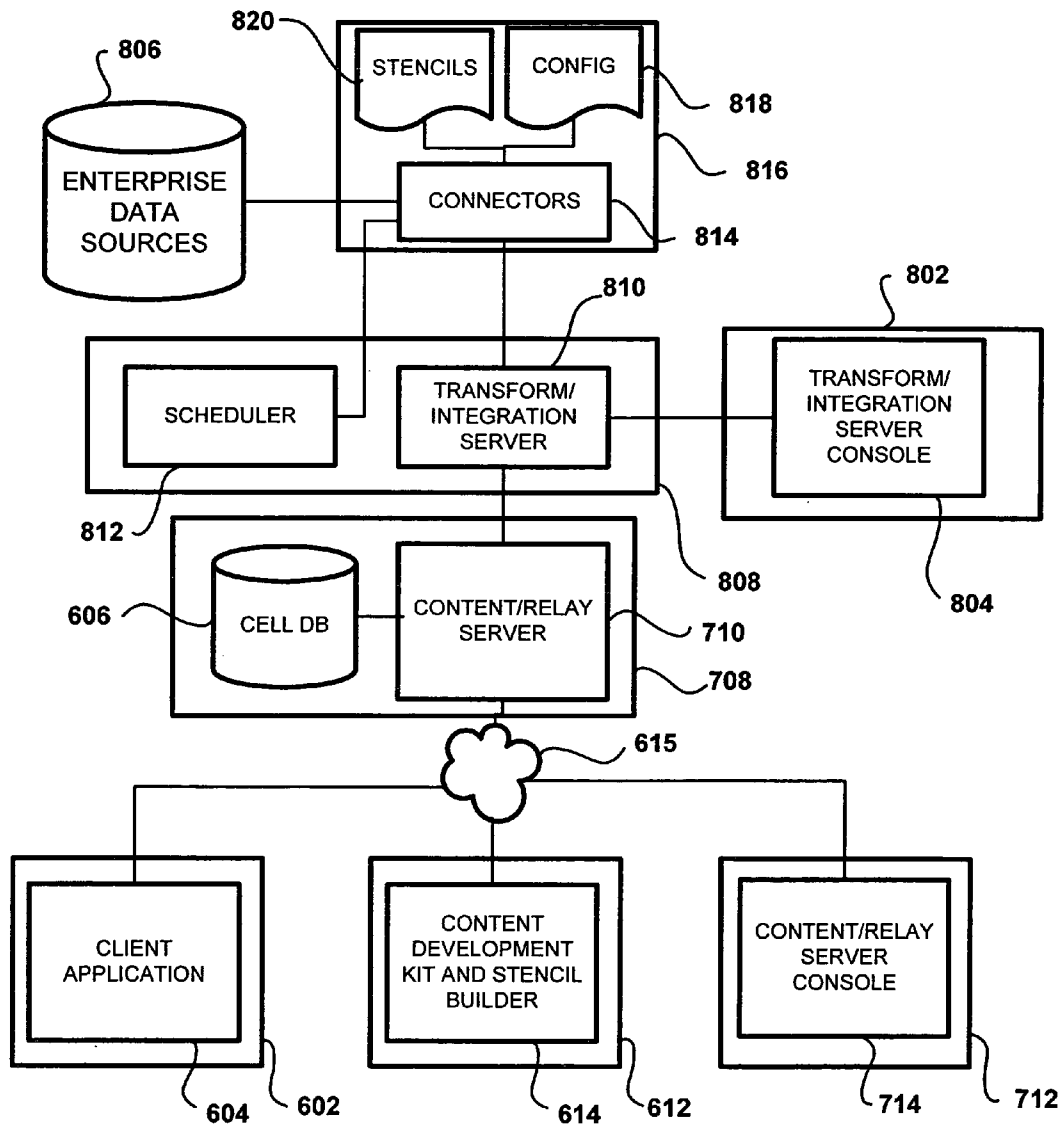 820
STENCILS
CONFIG
818
806
816
ENTERPRISE
DATA
SOURCES
CONNECTORS
814
810
802
SCHEDULER
TRANSFORM/
INTEGRATION
SERVER
TRANSFORM/
INTEGRATION
SERVER
CONSOLE
812
808
804
606
CELL DB
CONTENT/RELAY
SERVER
710
708
615
CLIENT
APPLICATION
CONTENT
DEVELOPMENT
KIT AND STENCIL
BUILDER
CONTENT/RELAY
SERVER
CONSOLE
604
602
614
612
714
712